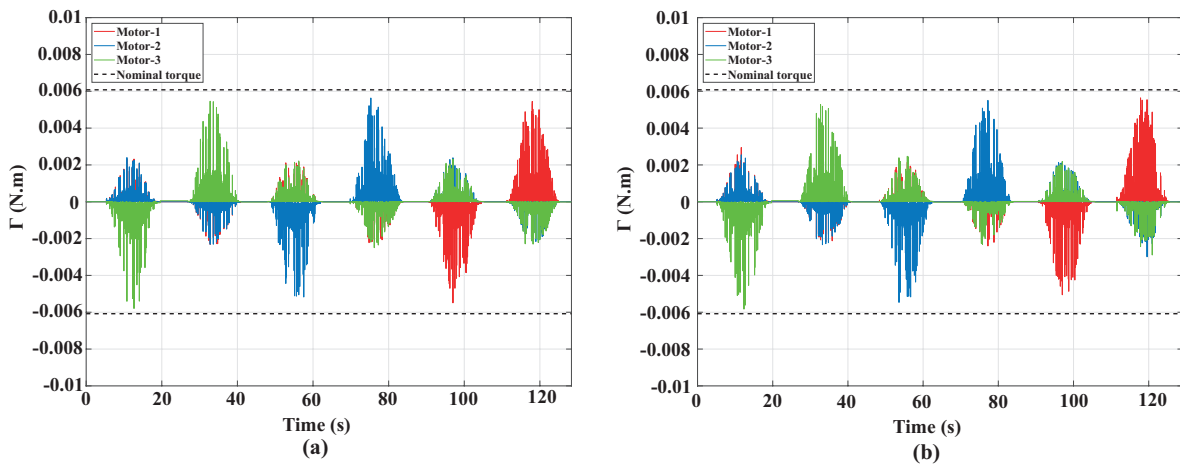 0.01
0.008
0.006
0.004
0.002
0
-0.002
-0.004
-0.006
-0.008
-0.01
Γ (N.m)
Motor-1
Motor-2
Motor-3
Nominal torque
0 20 40 60 80 100 120
Time (s)
(a)
0.01
0.008
0.006
0.004
0.002
0
-0.002
-0.004
-0.006
-0.008
-0.01
Γ (N.m)
Motor-1
Motor-2
Motor-3
Nominal torque
0 20 40 60 80 100 120
Time (s)
(b)